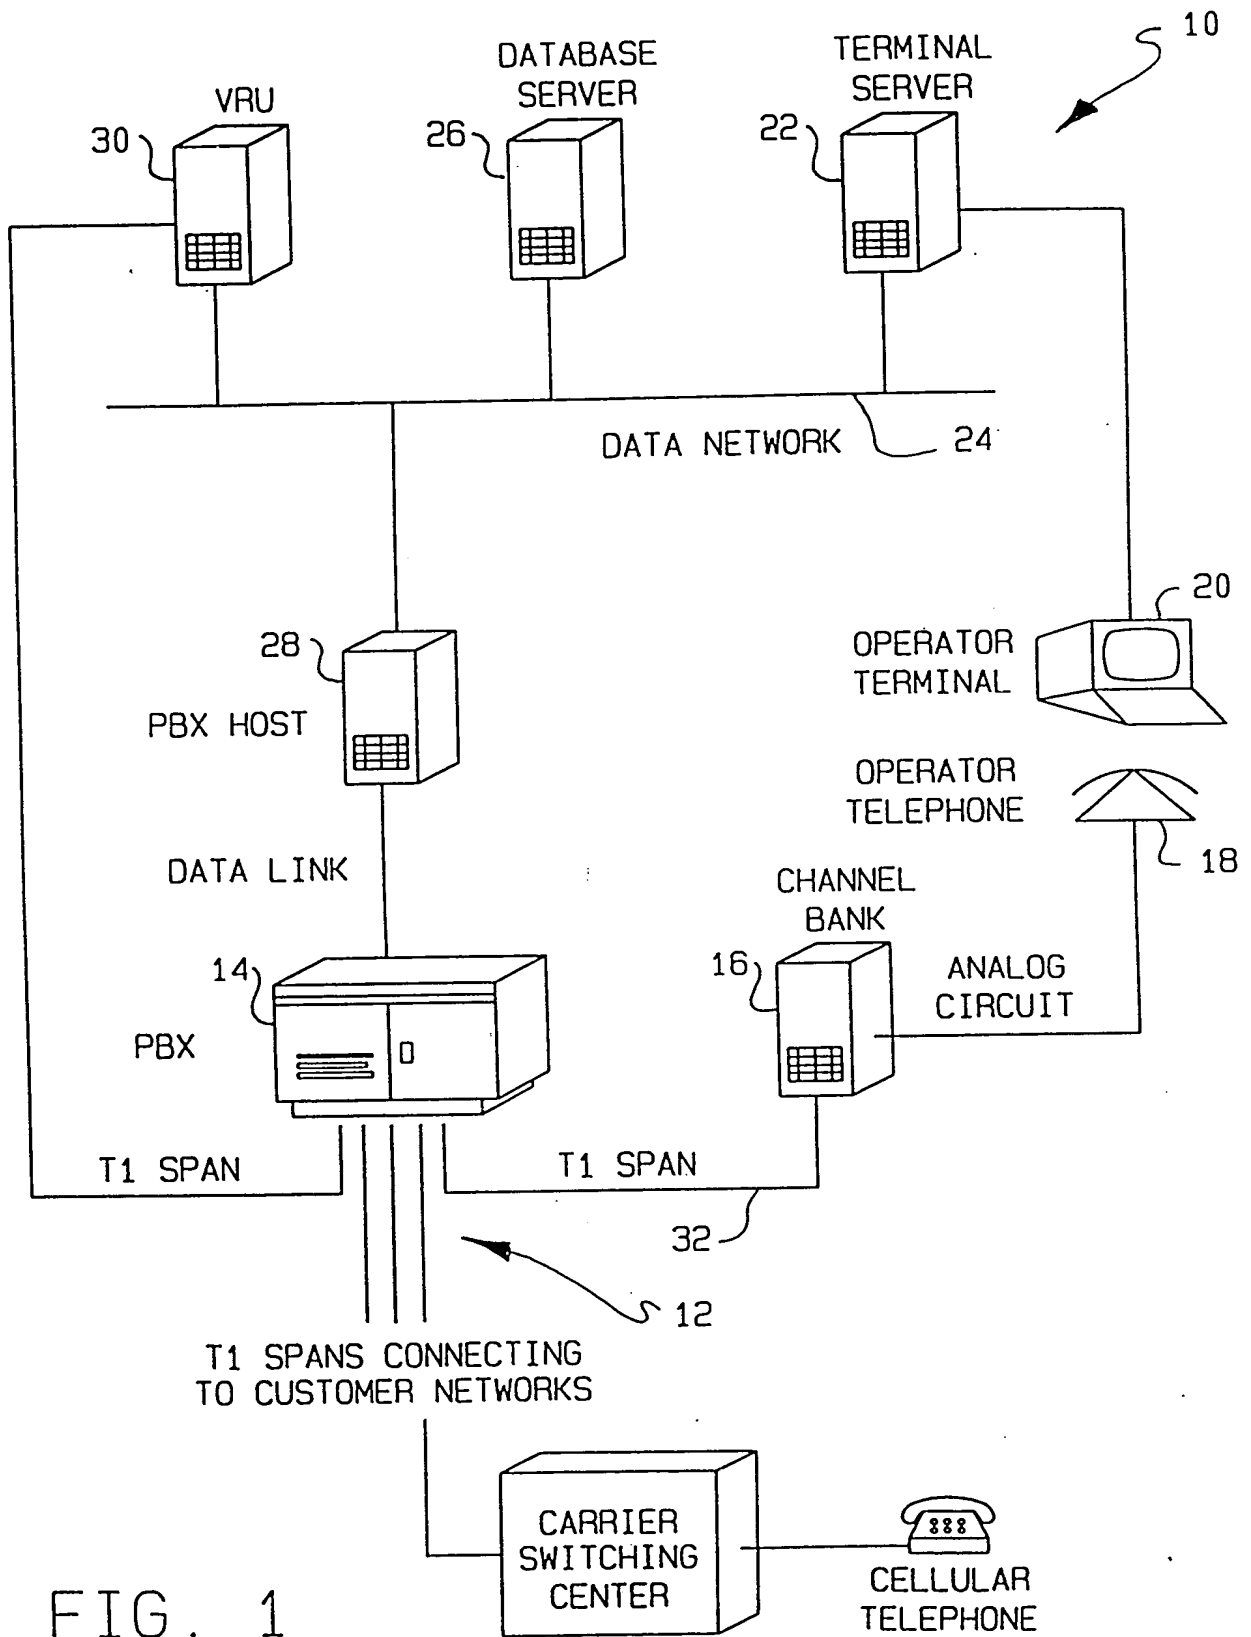 10
DATABASE
SERVER
TERMINAL
SERVER
VRU
30
26
22
DATA NETWORK
24
20
OPERATOR
TERMINAL
28
PBX HOST
OPERATOR
TELEPHONE
18
DATA LINK
CHANNEL
BANK
14
16
ANALOG
CIRCUIT
PBX
T1 SPAN
T1 SPAN
32
12
T1 SPANS CONNECTING
TO CUSTOMER NETWORKS
CARRIER
SWITCHING
CENTER
CELLULAR
TELEPHONE
FIG. 1